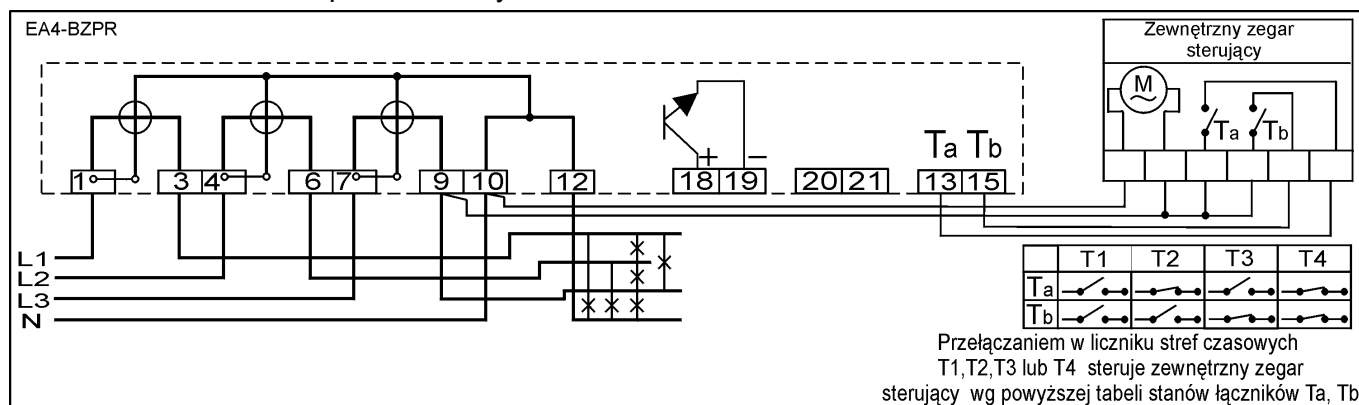 EA4-BZPR
Zewnętrzny zegar
sterujący
M
Ta Tb
+ −
Ta Tb
1 3 4 6 7 9 10 12 18 19 20 21 13 15
L1
L2
L3
N
T1 T2 T3 T4
Ta
Tb
Przełączaniem w liczniku stref czasowych
T1,T2,T3 lub T4 steruje zewnętrzny zegar
sterujący wg powyższej tabeli stanów łączników Ta, Tb